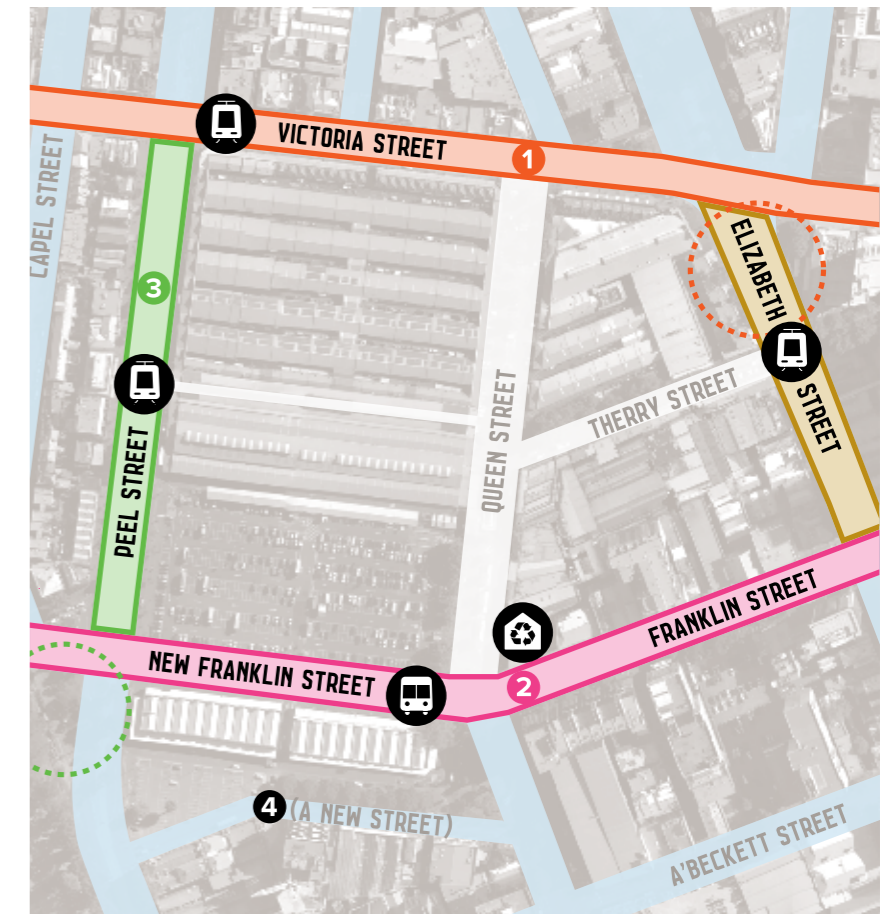 VICTORIA STREET
1
CAPEL STREET
ELIZABETH STREET
3
THERRY STREET
QUEEN STREET
PEEL STREET
FRANKLIN STREET
NEW FRANKLIN STREET
2
4 (A NEW STREET)
A'BECKETT STREET